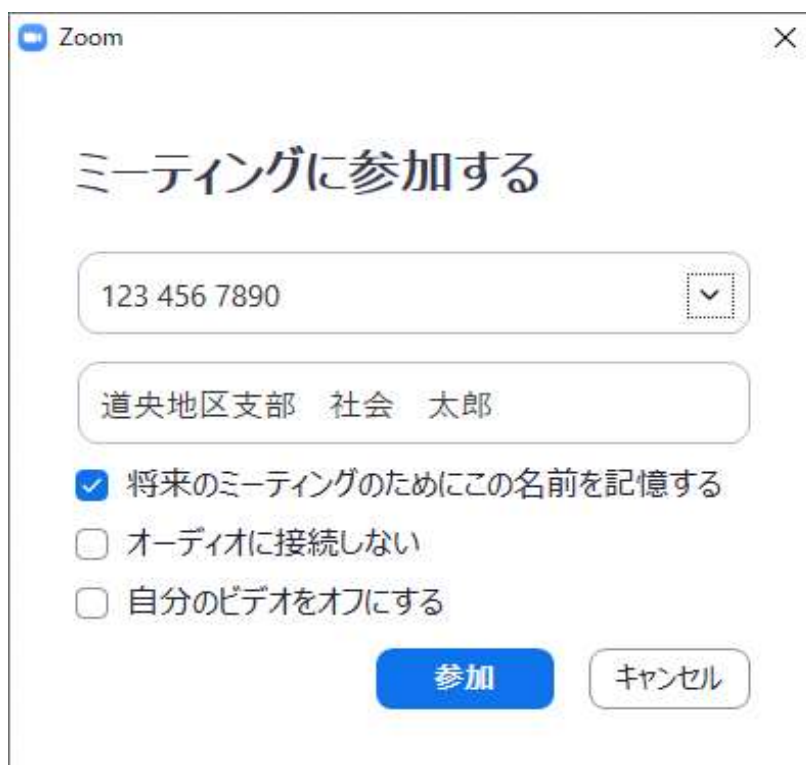 Zoom
ミーティングに参加する
123 456 7890
道央地区支部　社会　太郎
将来のミーティングのためにこの名前を記憶する
オーディオに接続しない
自分のビデオをオフにする
参加　キャンセル